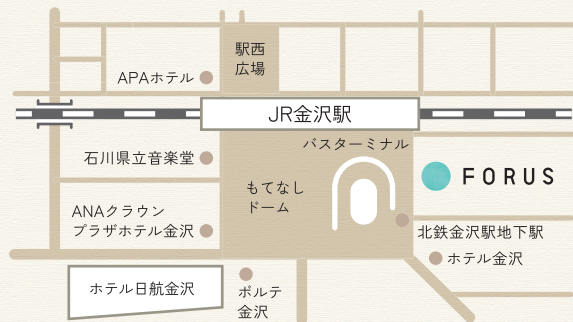 駅西
広場
APAホテル
JR金沢駅
バスターミナル
石川県立音楽堂
FORUS
もてなし
ドーム
ANAクラウン
プラザホテル金沢
北鉄金沢駅地下駅
ホテル金沢
ホテル日航金沢
ポルテ
金沢